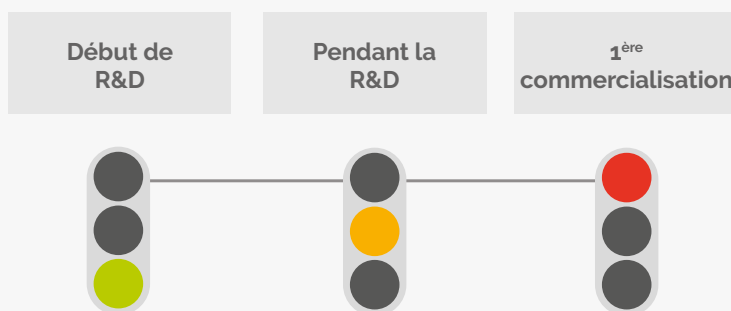 Début de
R&D
Pendant la
R&D
1ère
commercialisation